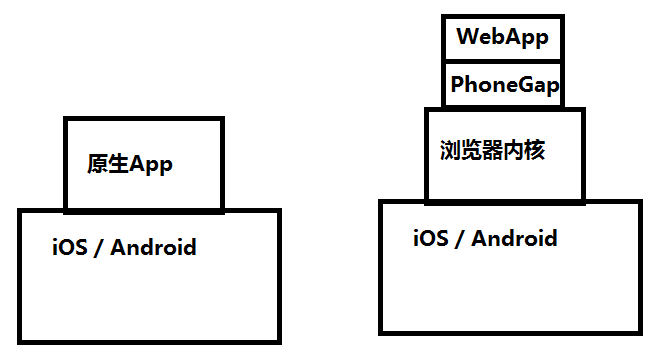 原生App
iOS / Android
WebApp
PhoneGap
浏览器内核
iOS / Android